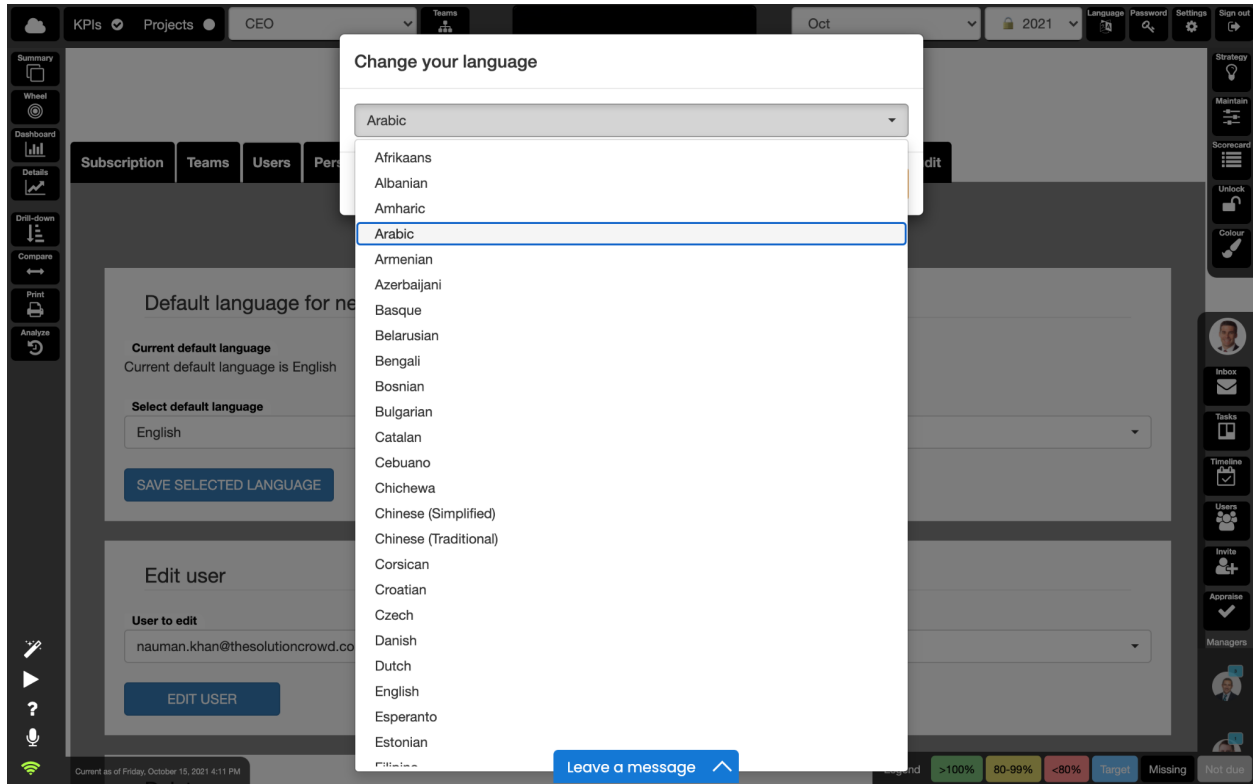 KPIs Projects CEO Teams Oct 2021 Language Password Settings Sign out
Summary
Wheel
Dashboard
Details
Drill-down
Compare
Print
Analyze
Change your language
Arabic
Afrikaans
Albanian
Amharic
Arabic
Armenian
Azerbaijani
Basque
Belarusian
Bengali
Bosnian
Bulgarian
Catalan
Cebuano
Chichewa
Chinese (Simplified)
Chinese (Traditional)
Corsican
Croatian
Czech
Danish
Dutch
English
Esperanto
Estonian
Filipino
Subscription Teams Users
Default language for
Current default language
Current default language is English
Select default language
English
SAVE SELECTED LANGUAGE
Edit user
User to edit
nauman.khan@thesolutioncrowd.co
EDIT USER
Strategy
Maintain
Scorecard
Unlock
Colour
Inbox
Tasks
Timeline
Users
Invite
Appraise
Managers
?
Current as of Friday, October 15, 2021 4:11 PM
Leave a message
>100% 80-99% <80% Target Missing Not due